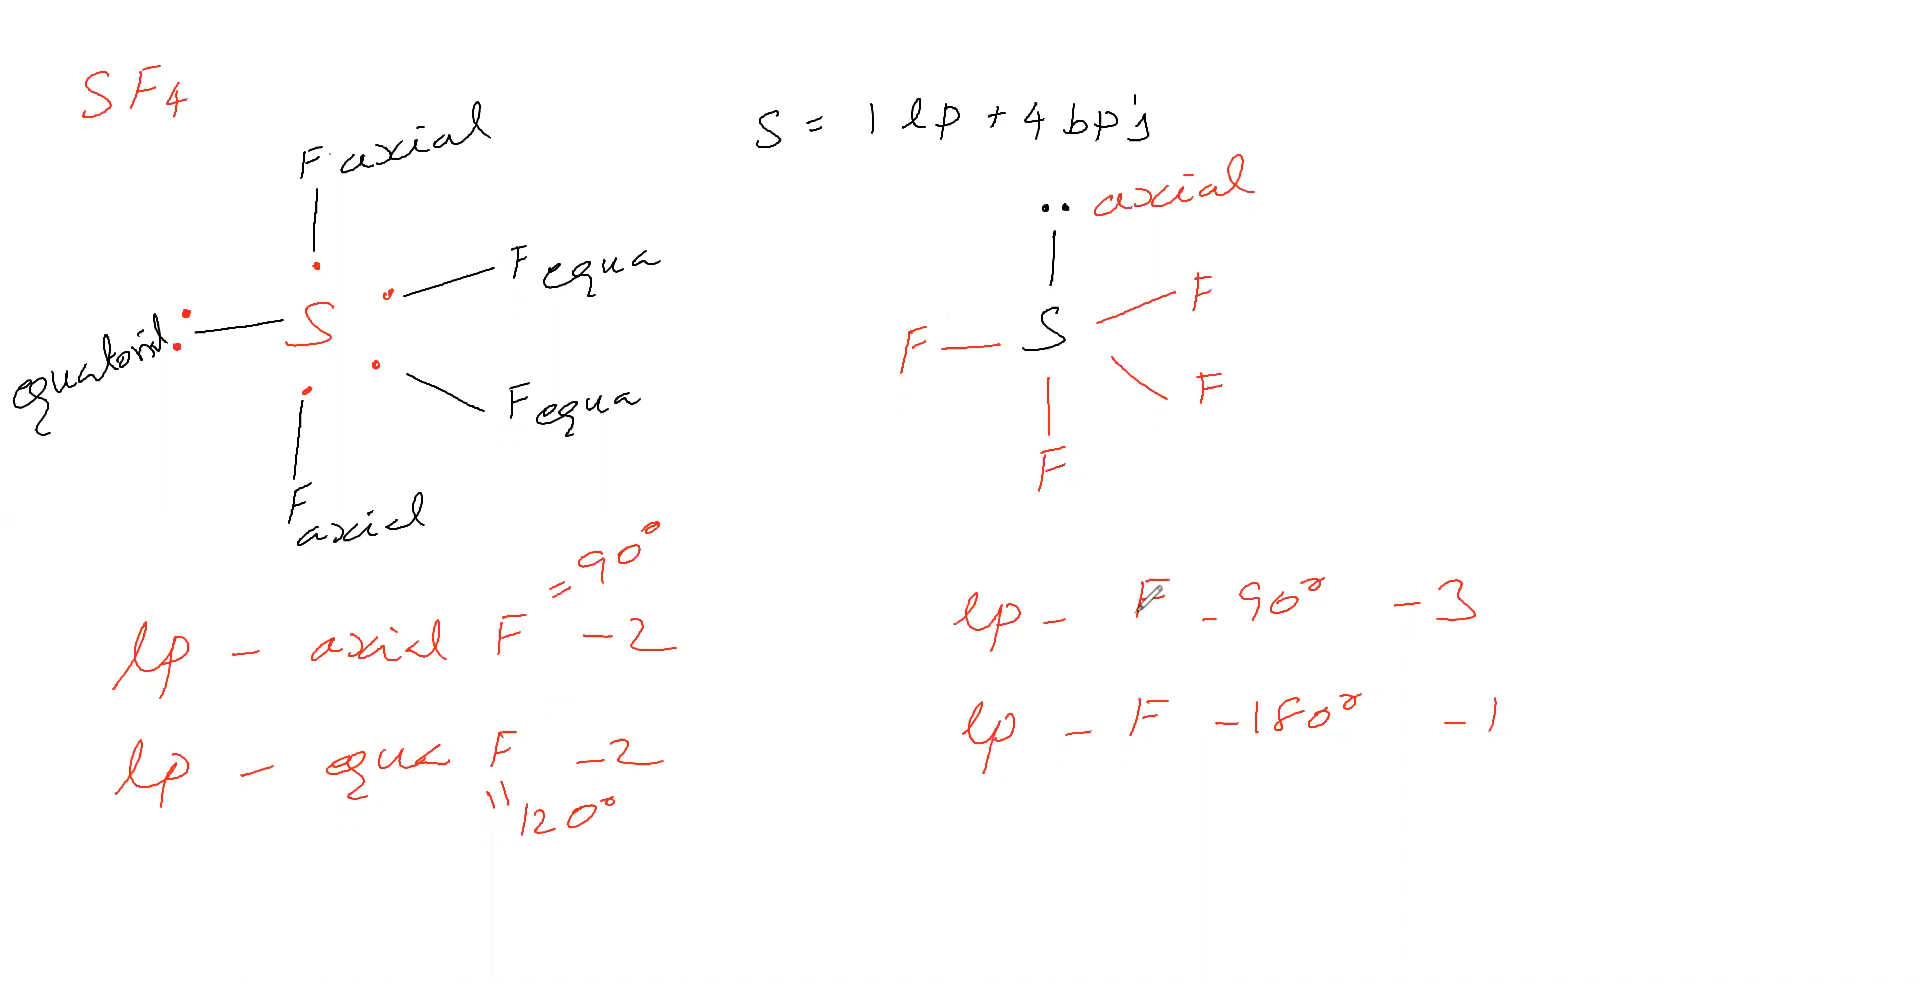 SF4
S = 1 lp + 4 bp's
F axial
axial
F equa
F
S
S
F
equatorial
F equa
F
F
F
axial
= 90°
lp - axial F - 2
lp - F - 90° - 3
lp - equa F - 2
lp - F - 180° - 1
" 120°